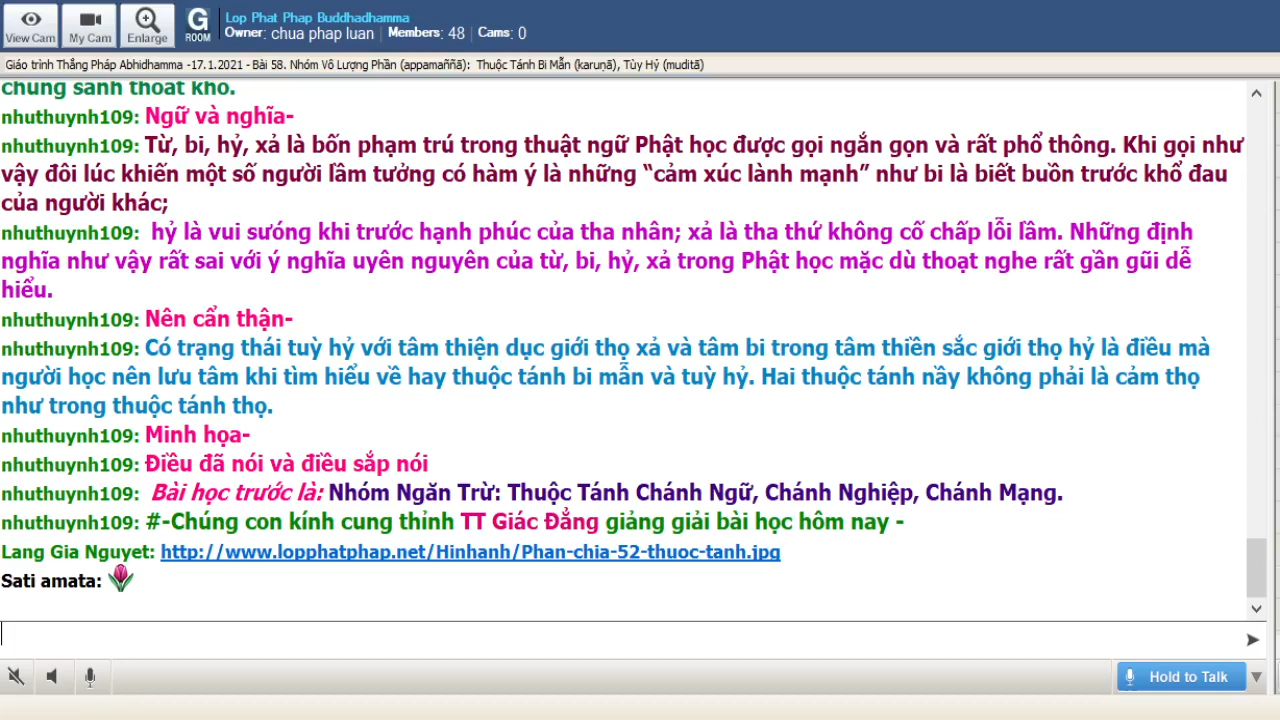 View Cam
My Cam
Enlarge
G
ROOM
Lop Phat Phap Buddhadhamma
Owner: chua phap luan | Members: 48 | Cams: 0
Giáo trình Thắng Pháp Abhidhamma -17.1.2021 - Bài 58. Nhóm Vô Lượng Phần (appamaññā): Thuộc Tánh Bi Mẫn (karuṇā), Tùy Hỷ (muditā)
chúng sanh thoát khổ.
nhuthuynh109: Ngữ và nghĩa-
nhuthuynh109: Từ, bi, hỷ, xả là bốn phạm trú trong thuật ngữ Phật học được gọi ngắn gọn và rất phổ thông. Khi gọi như
vậy đôi lúc khiến một số người lầm tưởng có hàm ý là những “cảm xúc lành mạnh” như bi là biết buồn trước khổ đau
của người khác;
nhuthuynh109: hỷ là vui sướng khi trước hạnh phúc của tha nhân; xả là tha thứ không cố chấp lỗi lầm. Những định
nghĩa như vậy rất sai với ý nghĩa uyên nguyên của từ, bi, hỷ, xả trong Phật học mặc dù thoạt nghe rất gần gũi dễ
hiểu.
nhuthuynh109: Nên cẩn thận-
nhuthuynh109: Có trạng thái tuỳ hỷ với tâm thiện dục giới thọ xả và tâm bi trong tâm thiền sắc giới thọ hỷ là điều mà
người học nên lưu tâm khi tìm hiểu về hay thuộc tánh bi mẫn và tuỳ hỷ. Hai thuộc tánh nầy không phải là cảm thọ
như trong thuộc tánh thọ.
nhuthuynh109: Minh họa-
nhuthuynh109: Điều đã nói và điều sắp nói
nhuthuynh109: Bài học trước là: Nhóm Ngăn Trừ: Thuộc Tánh Chánh Ngữ, Chánh Nghiệp, Chánh Mạng.
nhuthuynh109: #-Chúng con kính cung thỉnh TT Giác Đẳng giảng giải bài học hôm nay -
Lang Gia Nguyet: http://www.lopphatphap.net/Hinhanh/Phan-chia-52-thuoc-tanh.jpg
Sati amata:
Hold to Talk